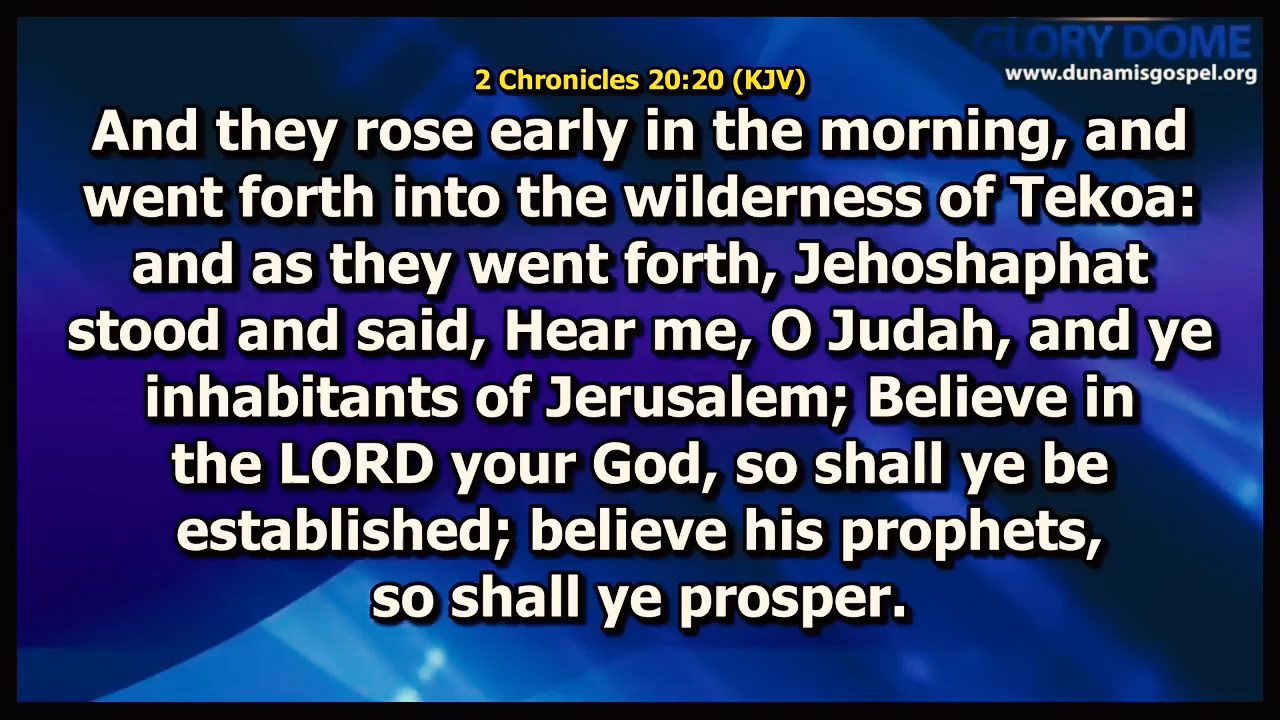 GLORY DOME
www.dunamisgospel.org
2 Chronicles 20:20 (KJV)
And they rose early in the morning, and
went forth into the wilderness of Tekoa:
and as they went forth, Jehoshaphat
stood and said, Hear me, O Judah, and ye
inhabitants of Jerusalem; Believe in
the LORD your God, so shall ye be
established; believe his prophets,
so shall ye prosper.